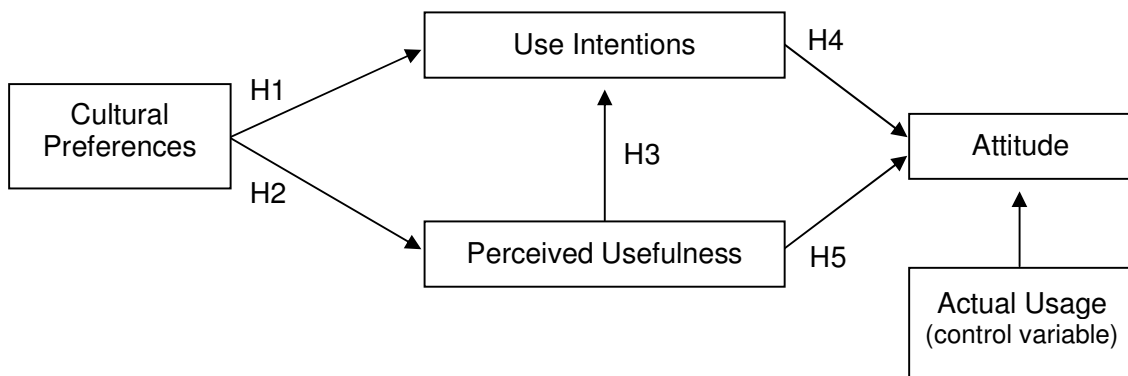 Use Intentions
H4
H1
Cultural
Preferences
Attitude
H3
H2
Perceived Usefulness
H5
Actual Usage
(control variable)